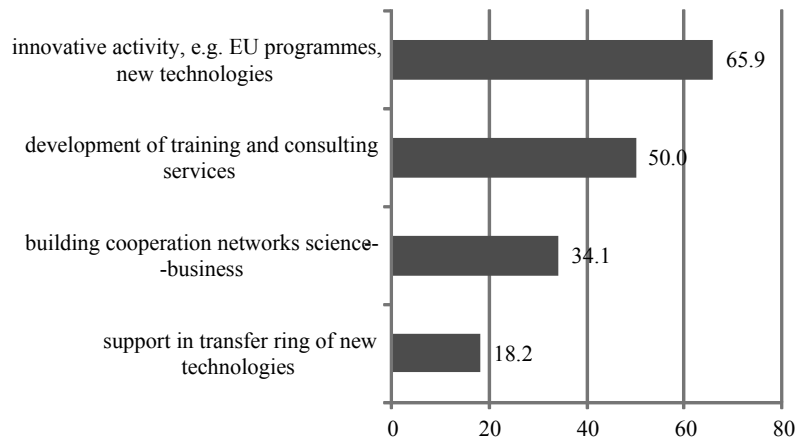 innovative activity, e.g. EU programmes,
new technologies
65.9
development of training and consulting
services
50.0
building cooperation networks science-
-business
34.1
support in transfer ring of new
technologies
18.2
0 20 40 60 80